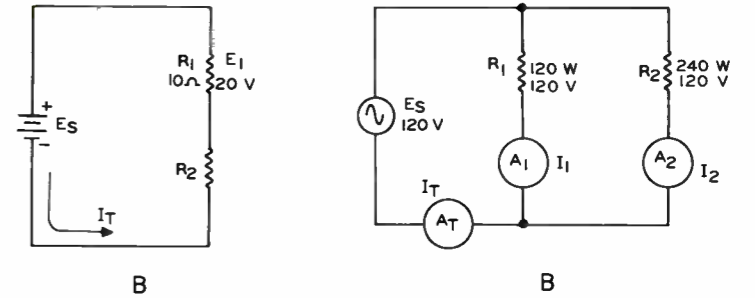 R1 E1
10Ω 20 V
+
ES
-
R2
IT
B
ES
120 V
R1 120 W
120 V
R2 240 W
120 V
A1 I1
A2 I2
IT
AT
B